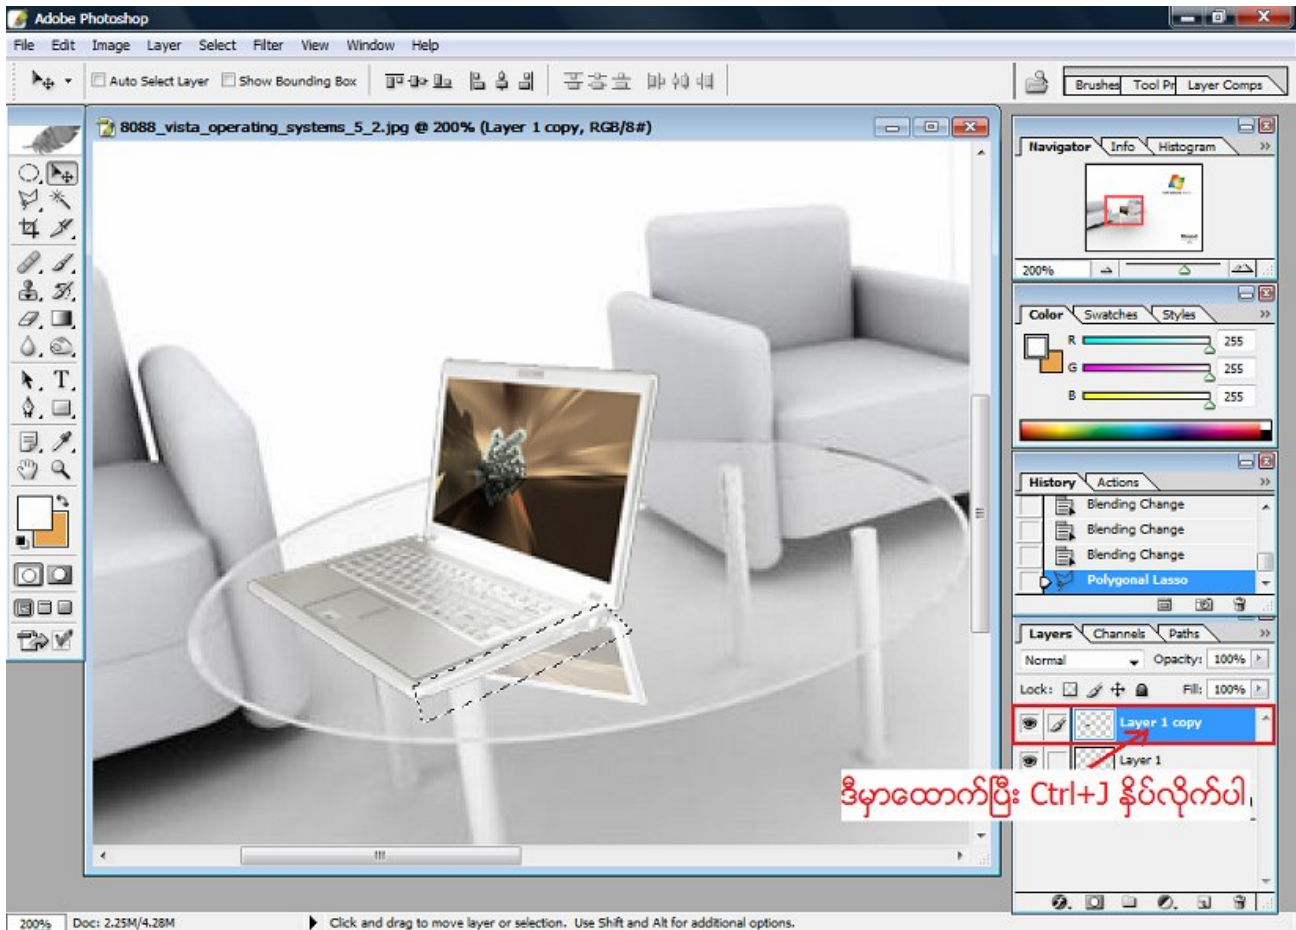 Adobe Photoshop
File Edit Image Layer Select Filter View Window Help
Auto Select Layer Show Bounding Box
Brushes Tool Pr Layer Comps
8088_vista_operating_systems_5_2.jpg @ 200% (Layer 1 copy, RGB/8#)
Navigator Info Histogram
200%
Color Swatches Styles
R 255
G 255
B 255
History Actions
Blending Change
Blending Change
Blending Change
Polygonal Lasso
Layers Channels Paths
Normal Opacity: 100%
Lock: Fill: 100%
Layer 1 copy
Layer 1
ဒီမှာထောက်ပြီး Ctrl+J နှိပ်လိုက်ပါ
200% Doc: 2.25M/4.28M Click and drag to move layer or selection. Use Shift and Alt for additional options.